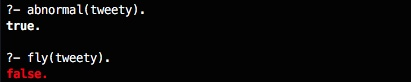 ?- abnormal(tweety).
true.
?- fly(tweety).
false.